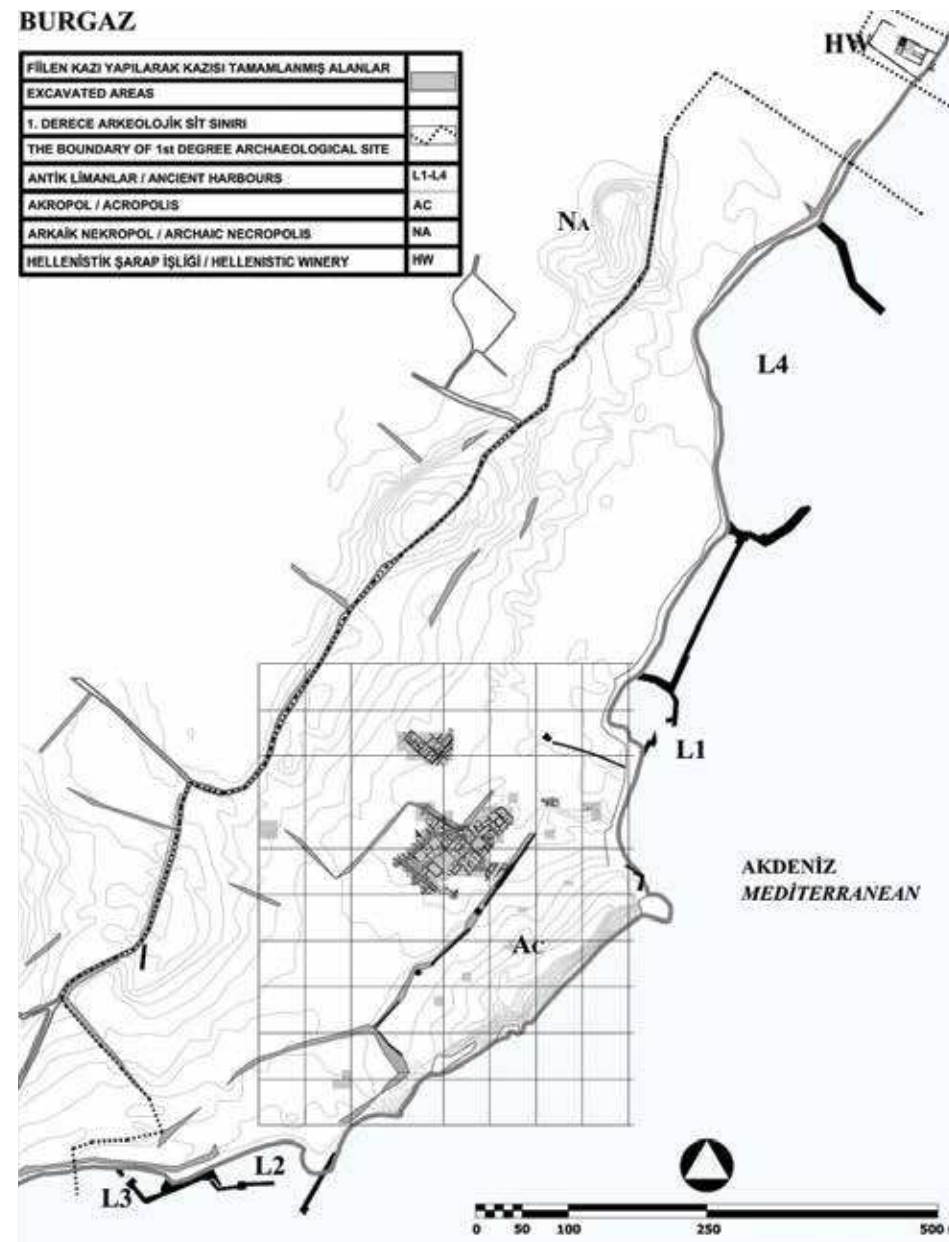 BURGAZ
FİİLEN KAZI YAPILARAK KAZISI TAMAMLANMIŞ ALANLAR
EXCAVATED AREAS
1. DERECE ARKEOLOJİK SİT SINIRI
THE BOUNDARY OF 1st DEGREE ARCHAEOLOGICAL SITE
ANTİK LİMANLAR / ANCIENT HARBOURS L1-L4
AKROPOL / ACROPOLIS AC
ARKAİK NEKROPOL / ARCHAIC NECROPOLIS NA
HELLENİSTİK ŞARAP İŞLİĞİ / HELLENISTIC WINERY HW
HW
NA
L4
L1
AKDENİZ
MEDİTERRANEAN
AC
L2
L3
0 50 100 250 500